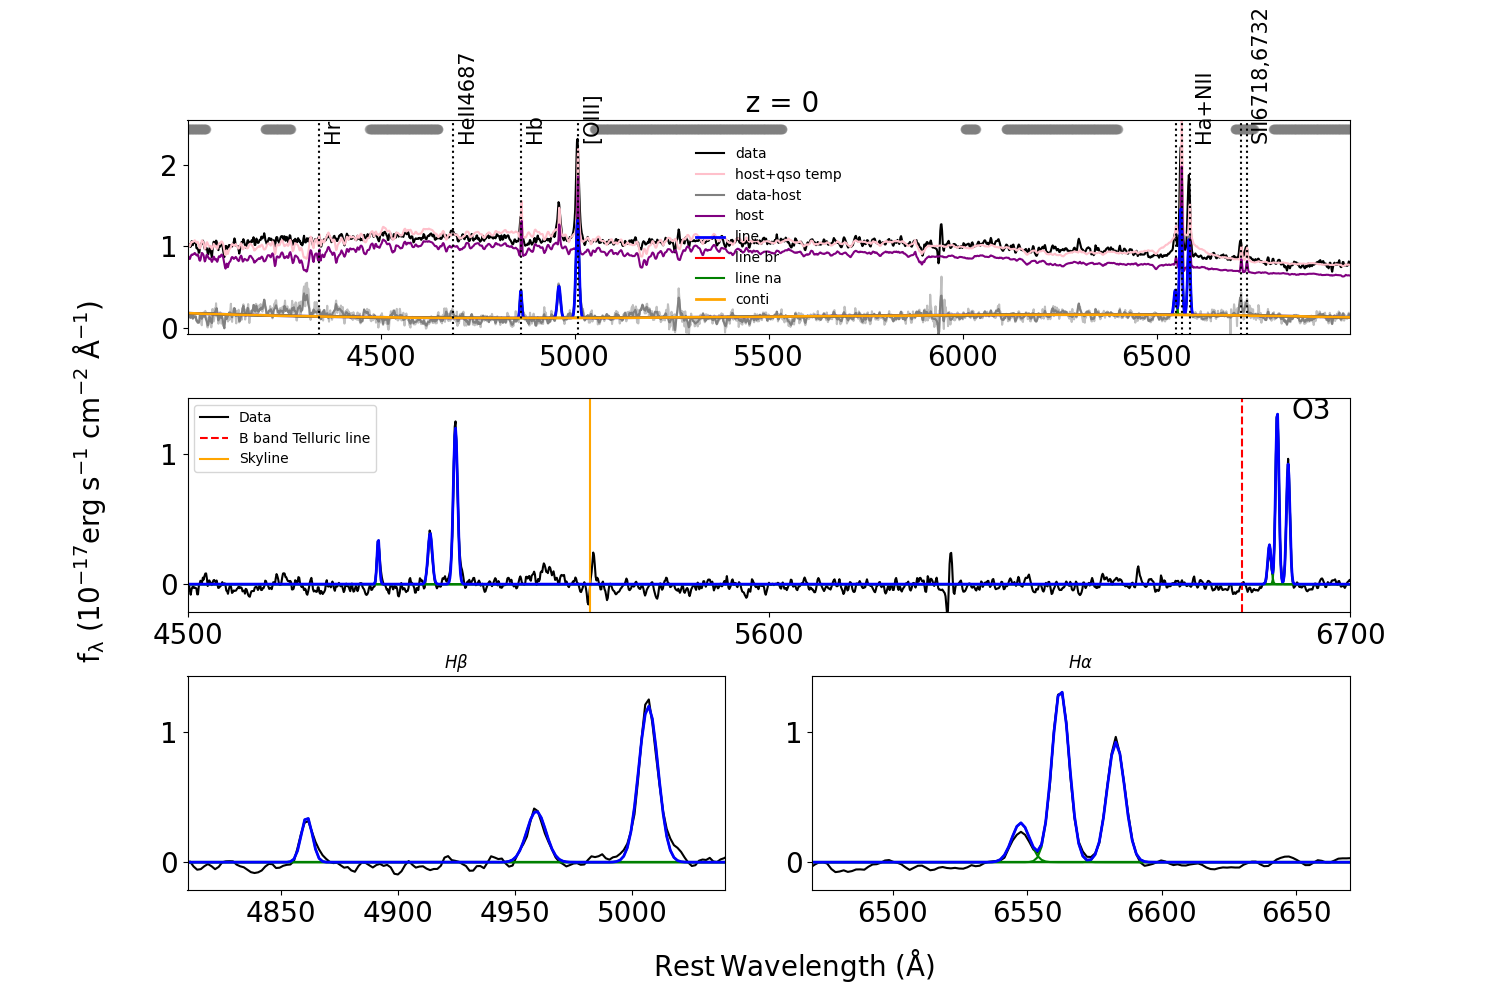 z = 0
Hr
HeII4687
Hb
[OIII]
Ha+NII
SII6718,6732
data
host+qso temp
data-host
host
line
line br
line na
conti
2
1
0
4500 5000 5500 6000 6500
O3
Data
B band Telluric line
Skyline
1
0
4500 5600 6700
fλ (10−17erg s−1 cm−2 Å−1)
Hβ
Hα
1
0
4850 4900 4950 5000
1
0
6500 6550 6600 6650
Rest Wavelength (Å)